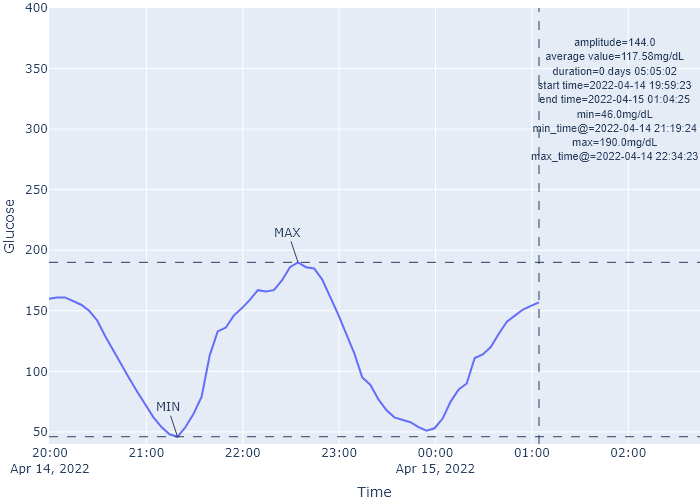 400
350
300
250
200
150
100
50
Glucose
amplitude=144.0
average value=117.58mg/dL
duration=0 days 05:05:02
start time=2022-04-14 19:59:23
end time=2022-04-15 01:04:25
min=46.0mg/dL
min_time@=2022-04-14 21:19:24
max=190.0mg/dL
max_time@=2022-04-14 22:34:23
MAX
MIN
20:00 21:00 22:00 23:00 00:00 01:00 02:00
Apr 14, 2022 Apr 15, 2022
Time